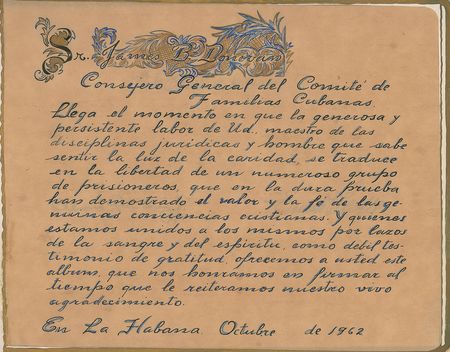 Sr. James B. Donovan
Consejero General del Comité de
Familias Cubanas.
Llega el momento en que la generosa y
persistente labor de Ud., maestro de las
disciplinas jurídicas y hombre que sabe
sentir la luz de la caridad, se traduce
en la libertad de un numeroso grupo
de prisioneros, que en la dura prueba
han demostrado el valor y la fé de las ge-
nuinas conciencias cristianas. Y quienes
estamos unidos a los mismos por lazos
de la sangre y del espíritu, como debil tes-
timonio de gratitud, ofrecemos a usted este
album, que nos honramos en firmar al
tiempo que le reiteramos nuestro vivo
agradecimiento.
En La Habana, Octubre de 1962